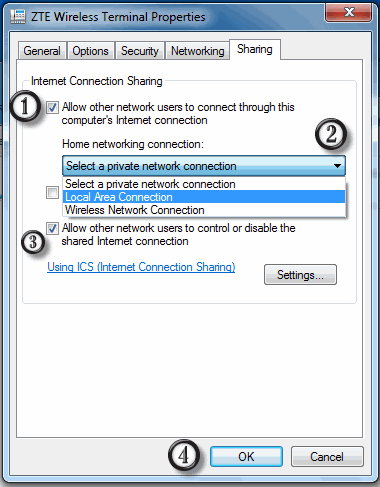 ZTE Wireless Terminal Properties
General Options Security Networking Sharing
Internet Connection Sharing
1 Allow other network users to connect through this
computer's Internet connection
2
Home networking connection:
Select a private network connection
Select a private network connection
Local Area Connection
Wireless Network Connection
3 Allow other network users to control or disable the
shared Internet connection
Using ICS (Internet Connection Sharing)
Settings...
4 OK Cancel